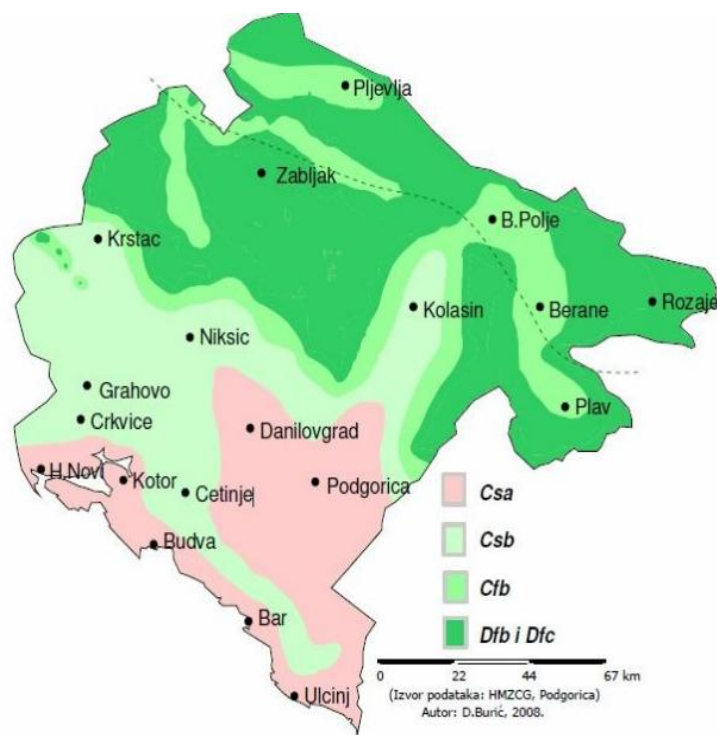 Pljevlja
Zabljak
B.Polje
Krstac
Kolasin
Berane
Rozaje
Niksic
Grahovo
Plav
Crkvice
Danilovgrad
H.Novi
Kotor
Cetinje
Podgorica
Csa
Csb
Budva
Cfb
Bar
Dfb i Dfc
0 22 44 67 km
(Izvor podataka: HMZCG, Podgorica)
Ulcinj
Autor: D.Burić, 2008.